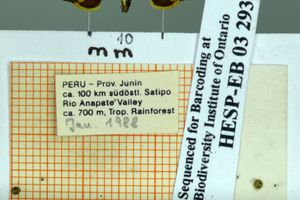 10
m m
PERU – Prov. Junin
ca. 100 km südöstl. Satipo
Rio Anapate Valley
ca. 700 m, Trop. Rainforest
Jan. 1988
Sequenced for Barcoding at
Biodiversity Institute of Ontario
HESP-EB 03 293